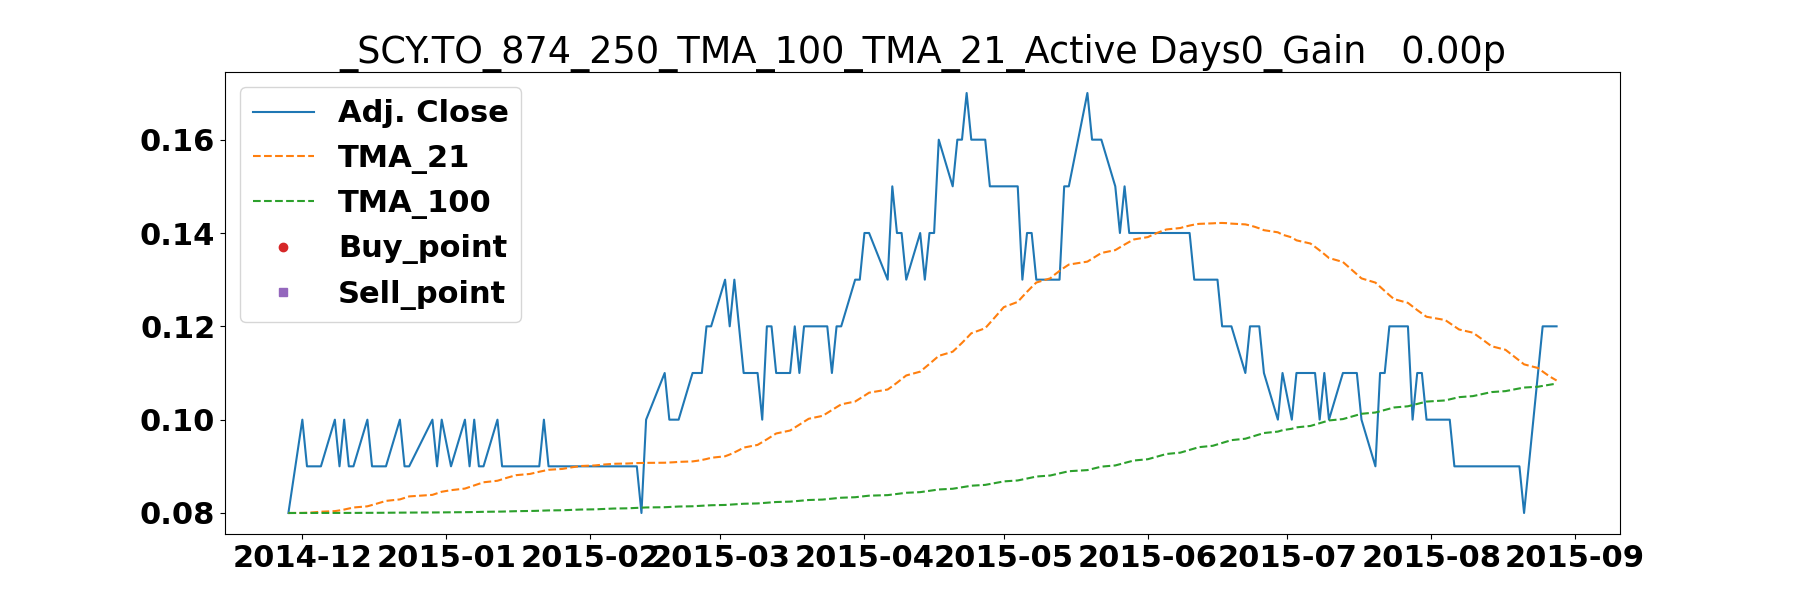 _SCY.TO_874_250_TMA_100_TMA_21_Active Days0_Gain   0.00p
Adj. Close
TMA_21
TMA_100
Buy_point
Sell_point
0.16
0.14
0.12
0.10
0.08
2014-12 2015-01 2015-02 2015-03 2015-04 2015-05 2015-06 2015-07 2015-08 2015-09